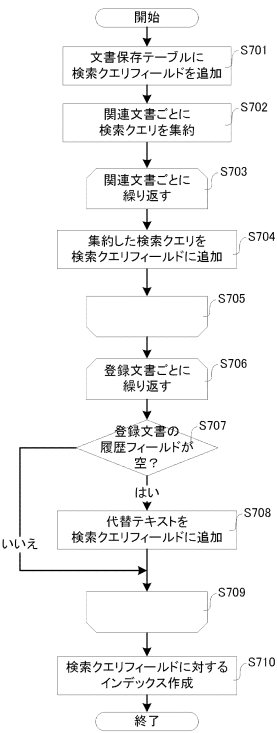 開始
S701
文書保存テーブルに
検索クエリフィールドを追加
S702
関連文書ごとに
検索クエリを集約
S703
関連文書ごとに
繰り返す
S704
集約した検索クエリを
検索クエリフィールドに追加
S705
S706
登録文書ごとに
繰り返す
S707
登録文書の
履歴フィールドが
空？
はい
いいえ
S708
代替テキストを
検索クエリフィールドに追加
S709
S710
検索クエリフィールドに対する
インデックス作成
終了